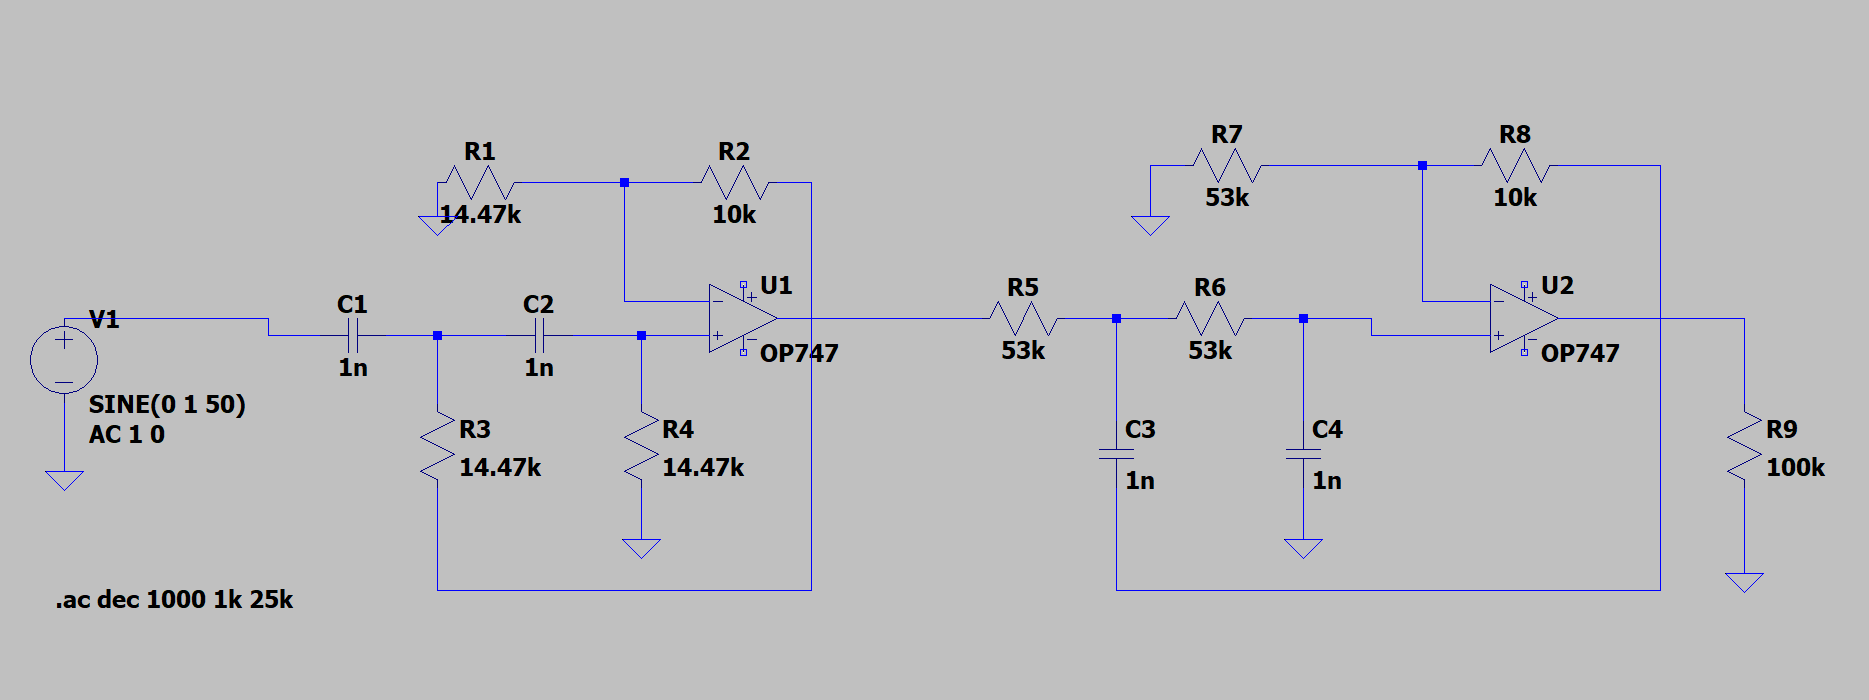 R1
14.47k
R2
10k
R7
53k
R8
10k
V1
SINE(0 1 50)
AC 1 0
C1
1n
C2
1n
U1
OP747
R5
53k
R6
53k
U2
OP747
R3
14.47k
R4
14.47k
C3
1n
C4
1n
R9
100k
.ac dec 1000 1k 25k